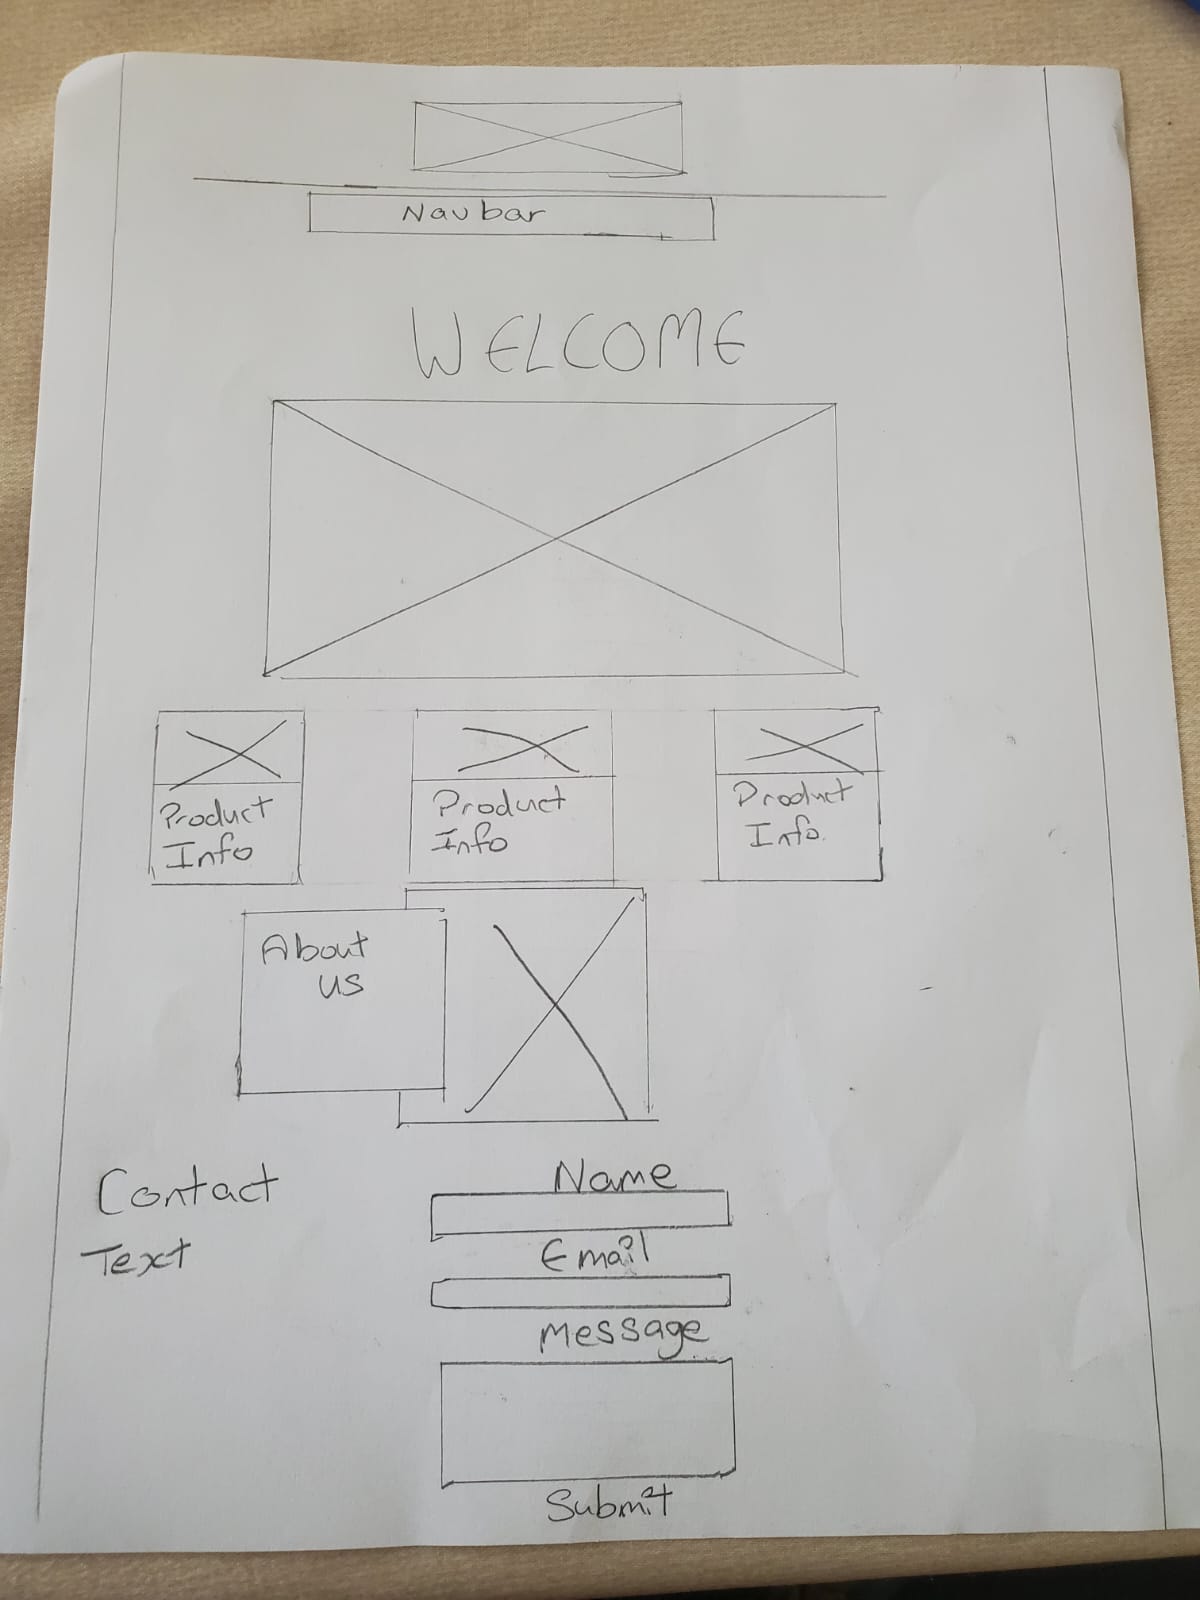 Navbar
WELCOME
Product
Info
Product
Info
Product
Info.
About
us
Contact
Text
Name
Email
Message
Submit